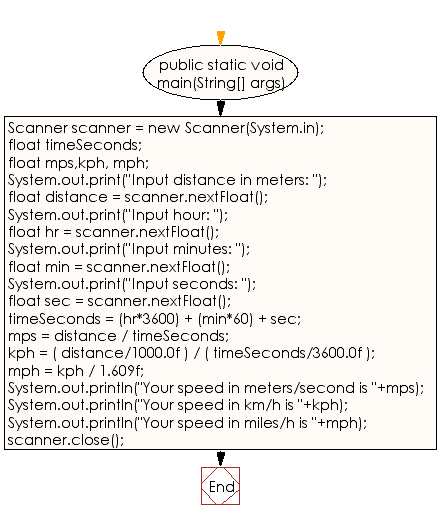 public static void
main(String[] args)
Scanner scanner = new Scanner(System.in);
float timeSeconds;
float mps,kph, mph;
System.out.print("Input distance in meters: ");
float distance = scanner.nextFloat();
System.out.print("Input hour: ");
float hr = scanner.nextFloat();
System.out.print("Input minutes: ");
float min = scanner.nextFloat();
System.out.print("Input seconds: ");
float sec = scanner.nextFloat();
timeSeconds = (hr*3600) + (min*60) + sec;
mps = distance / timeSeconds;
kph = ( distance/1000.0f ) / ( timeSeconds/3600.0f );
mph = kph / 1.609f;
System.out.println("Your speed in meters/second is "+mps);
System.out.println("Your speed in km/h is "+kph);
System.out.println("Your speed in miles/h is "+mph);
scanner.close();
End